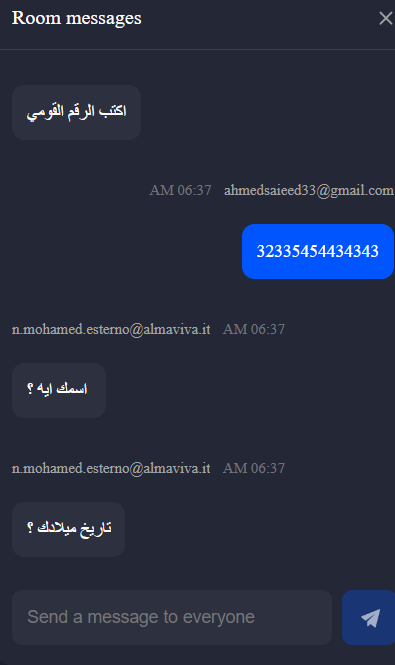 Room messages
اكتب الرقم القومي
AM 06:37 ahmedsaieed33@gmail.com
32335454434343
n.mohamed.esterno@almaviva.it AM 06:37
اسمك ايه ؟
n.mohamed.esterno@almaviva.it AM 06:37
تاريخ ميلادك ؟
Send a message to everyone